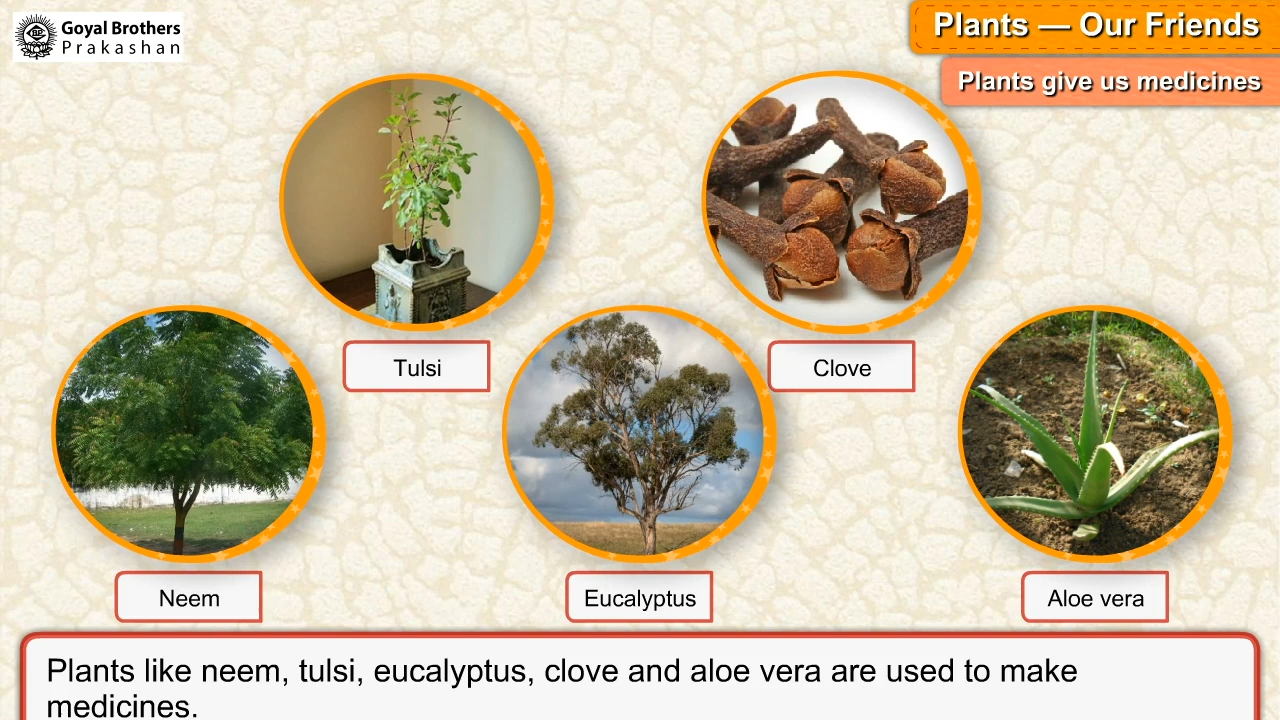 Goyal Brothers
Prakashan
Plants — Our Friends
Plants give us medicines
Tulsi
Clove
Neem
Eucalyptus
Aloe vera
Plants like neem, tulsi, eucalyptus, clove and aloe vera are used to make
medicines.